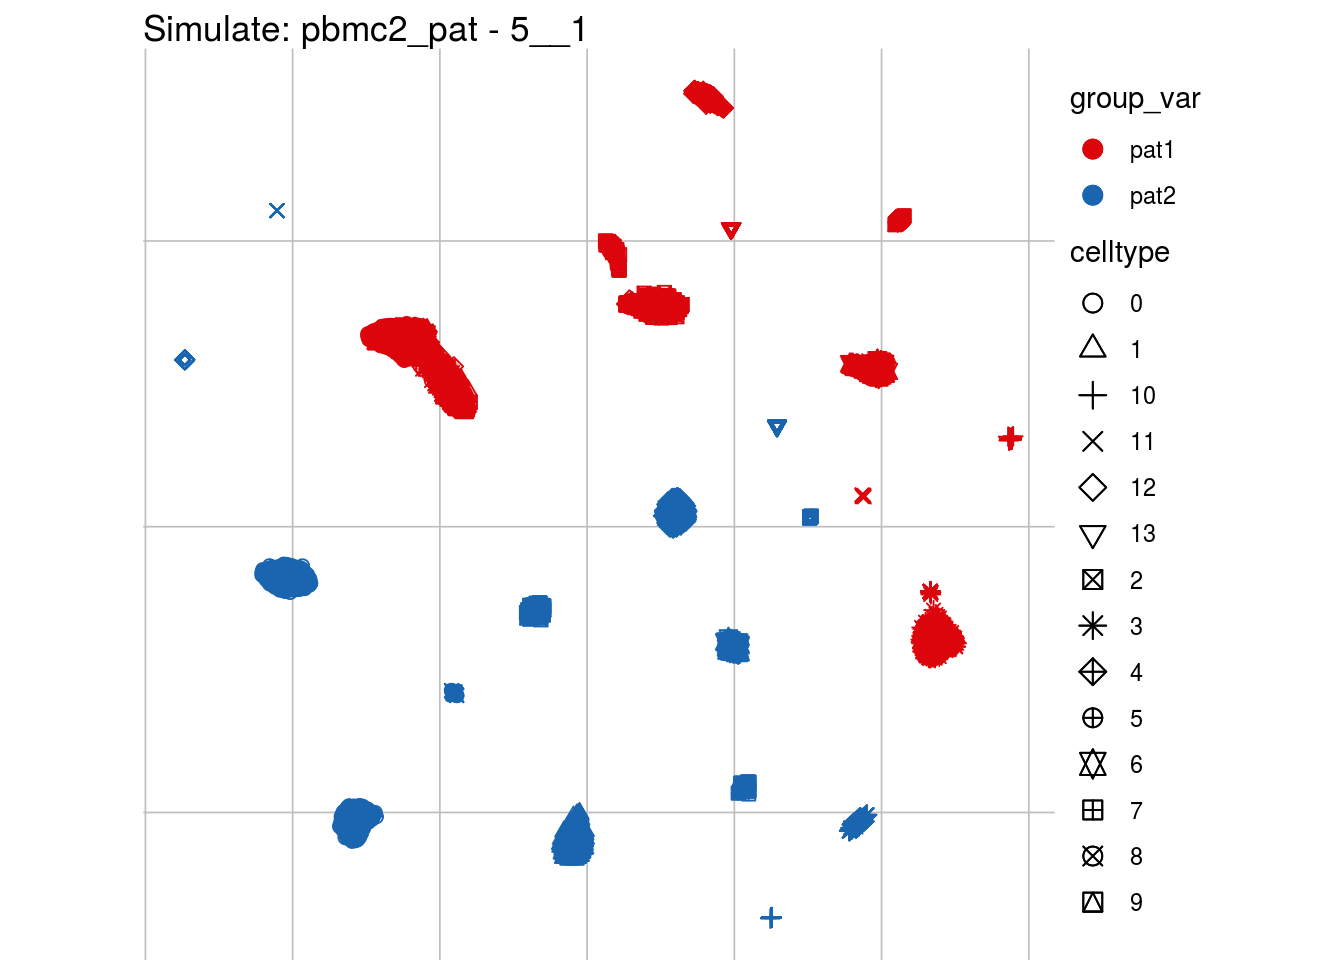 Simulate: pbmc2_pat - 5__1
group_var
pat1
pat2
celltype
0
1
10
11
12
13
2
3
4
5
6
7
8
9